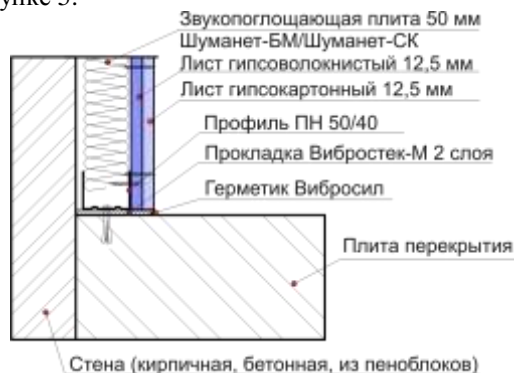 Звукопоглощающая плита 50 мм
Шуманет-БМ/Шуманет-СК
Лист гипсоволокнистый 12,5 мм
Лист гипсокартонный 12,5 мм
Профиль ПН 50/40
Прокладка Вибростек-М 2 слоя
Герметик Вибросил
Плита перекрытия
Стена (кирпичная, бетонная, из пеноблоков)